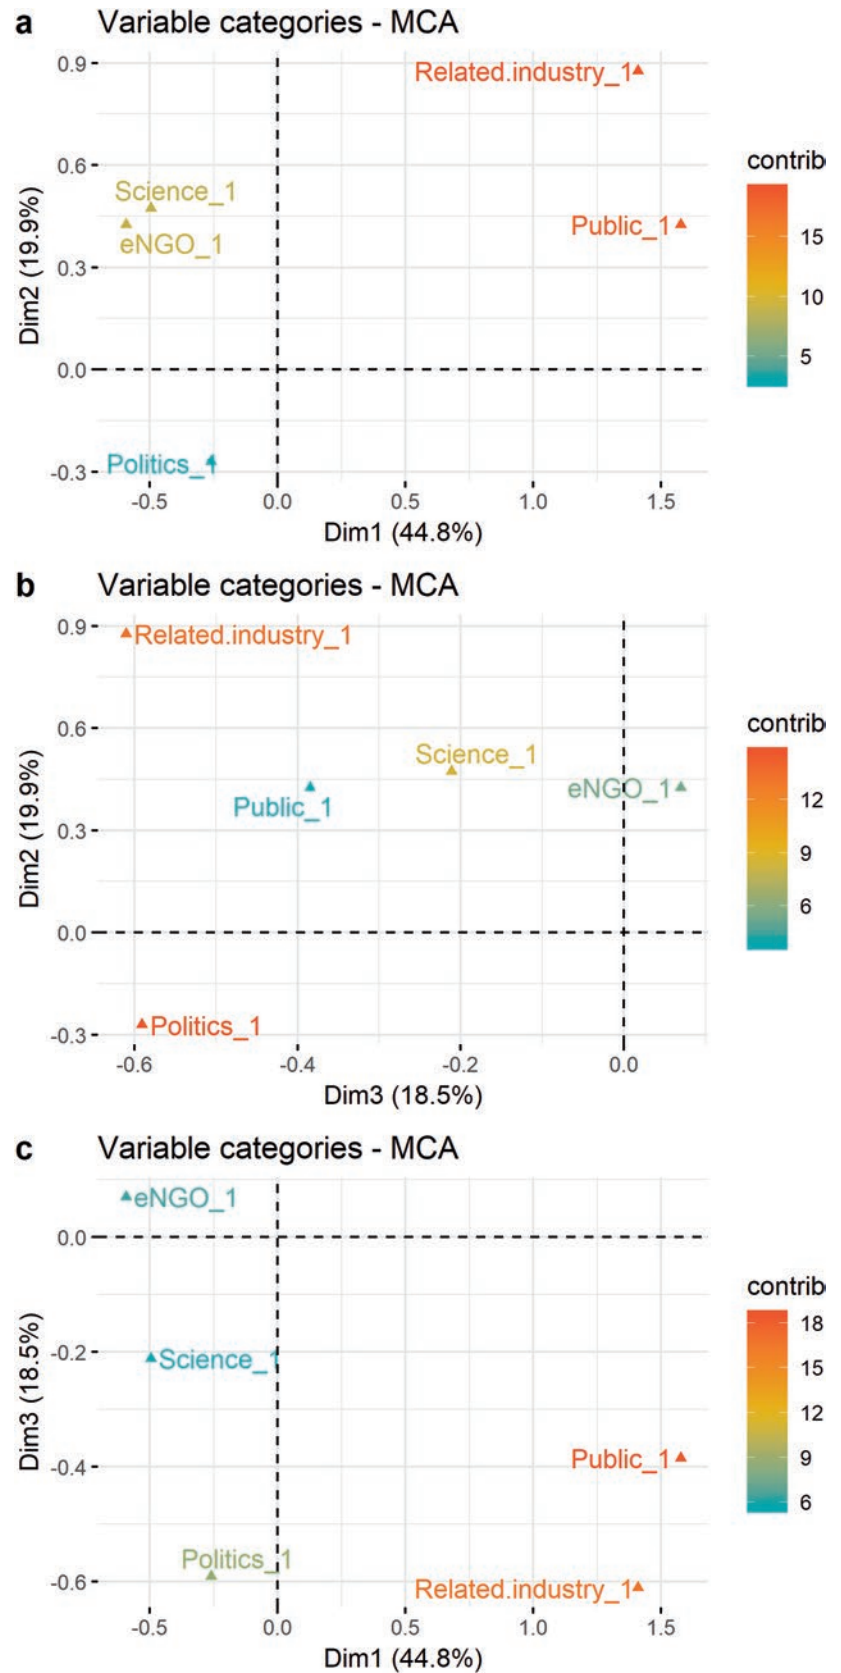 a Variable categories - MCA
0.9
Related.industry_1
contrib
0.6
Science_1
eNGO_1
Public_1
15
0.3
10
Dim2 (19.9%)
0.0
5
Politics_1
-0.3
-0.5 0.0 0.5 1.0 1.5
Dim1 (44.8%)
b Variable categories - MCA
0.9
Related.industry_1
contrib
0.6
Science_1
eNGO_1
Public_1
12
0.3
9
Dim2 (19.9%)
6
0.0
Politics_1
-0.3
-0.6 -0.4 -0.2 0.0
Dim3 (18.5%)
c Variable categories - MCA
eNGO_1
0.0
contrib
18
-0.2
Science_1
15
Dim3 (18.5%)
12
-0.4
Public_1
9
6
Politics_1
-0.6
Related.industry_1
-0.5 0.0 0.5 1.0 1.5
Dim1 (44.8%)